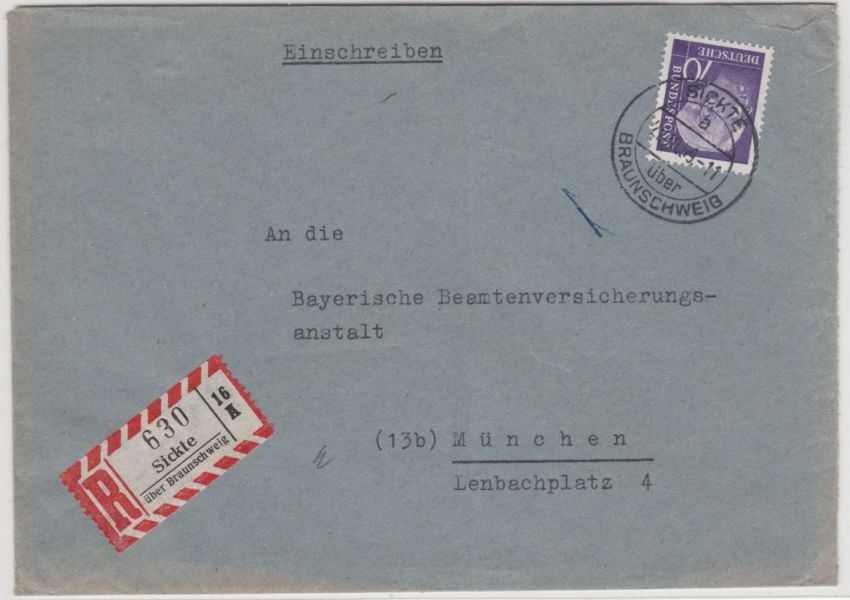 Einschreiben
DEUTSCHE
BUNDESPOST
70
SICKTE
a
-11
über
BRAUNSCHWEIG
An die
Bayerische Beamtenversicherungs-
anstalt
(13b) München
Lenbachplatz 4
R
630
Sickte
über Braunschweig
16
A